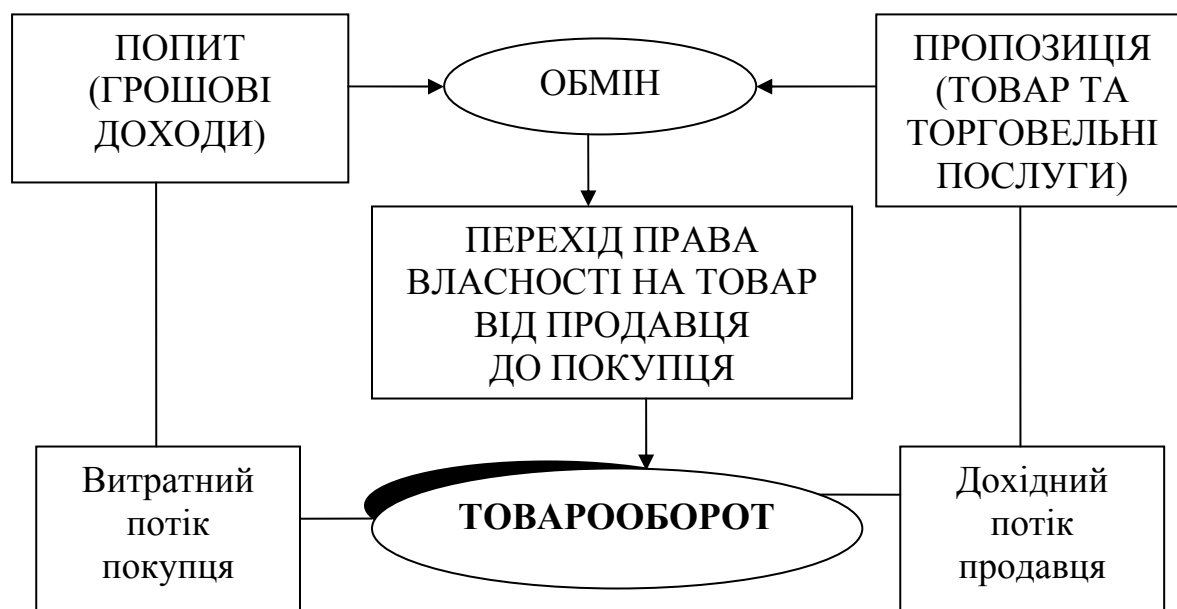 ПОПИТ
(ГРОШОВІ
ДОХОДИ)
ОБМІН
ПРОПОЗИЦІЯ
(ТОВАР ТА
ТОРГОВЕЛЬНІ
ПОСЛУГИ)
ПЕРЕХІД ПРАВА
ВЛАСНОСТІ НА ТОВАР
ВІД ПРОДАВЦЯ
ДО ПОКУПЦЯ
Витратний
потік
покупця
ТОВАРООБОРОТ
Дохідний
потік
продавця